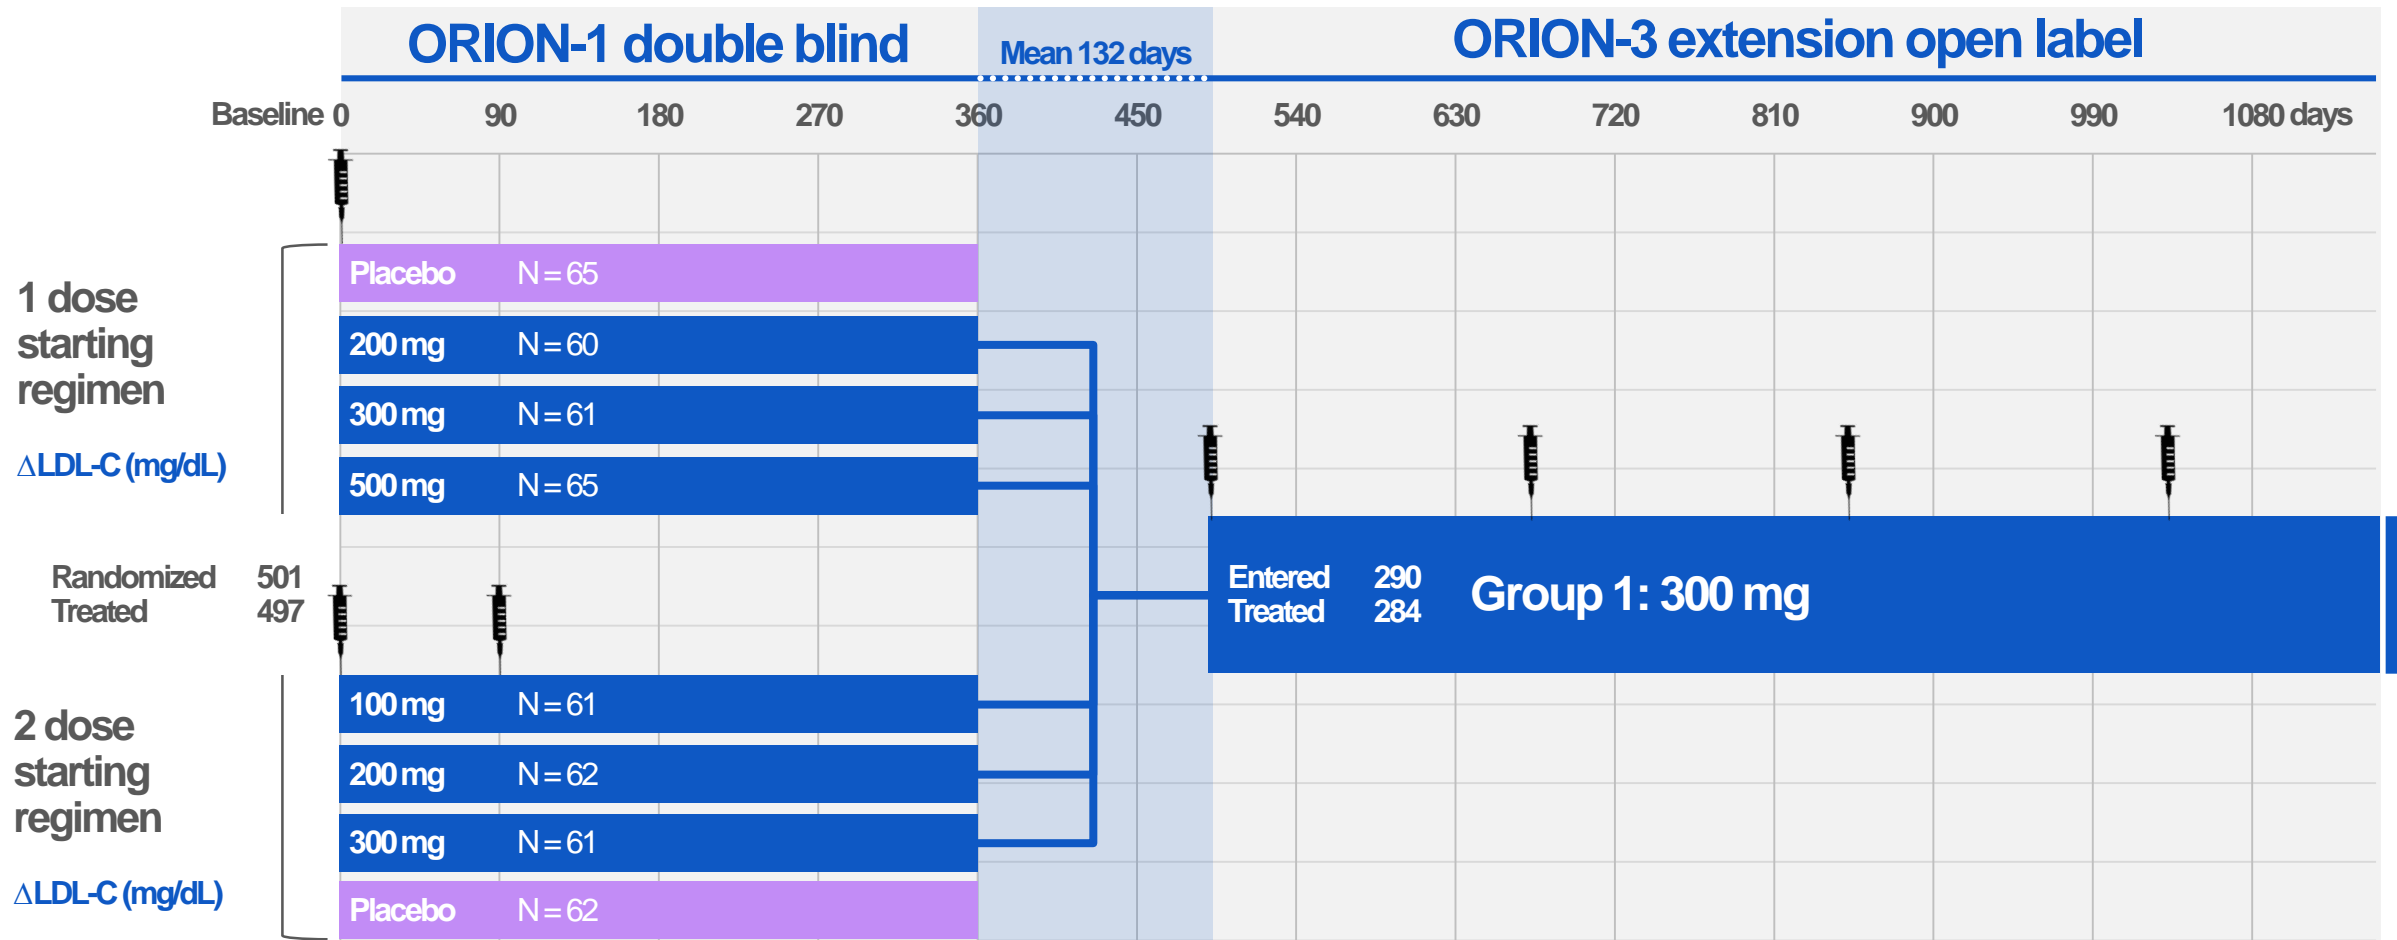 ORION-1 double blind
Mean 132 days
ORION-3 extension open label
Baseline 0 90 180 270 360 450 540 630 720 810 900 990 1080 days
1 dose
starting
regimen
ΔLDL-C (mg/dL)
Placebo N = 65
200 mg N = 60
300 mg N = 61
500 mg N = 65
Randomized 501
Treated 497
Entered 290
Treated 284
Group 1: 300 mg
2 dose
starting
regimen
ΔLDL-C (mg/dL)
100 mg N = 61
200 mg N = 62
300 mg N = 61
Placebo N = 62